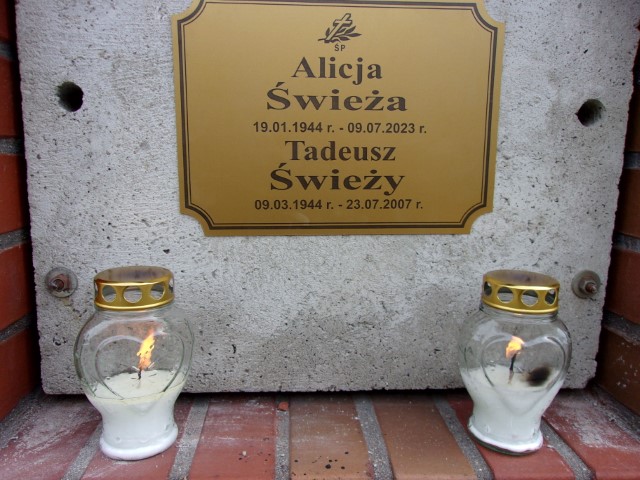 ŚP
Alicja
Świeża
19.01.1944 r. - 09.07.2023 r.
Tadeusz
Świeży
09.03.1944 r. - 23.07.2007 r.